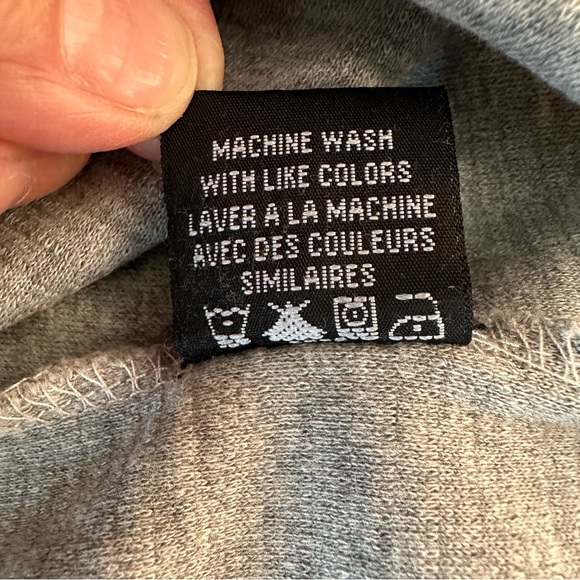 MACHINE WASH
WITH LIKE COLORS
LAVER A LA MACHINE
AVEC DES COULEURS
SIMILAIRES